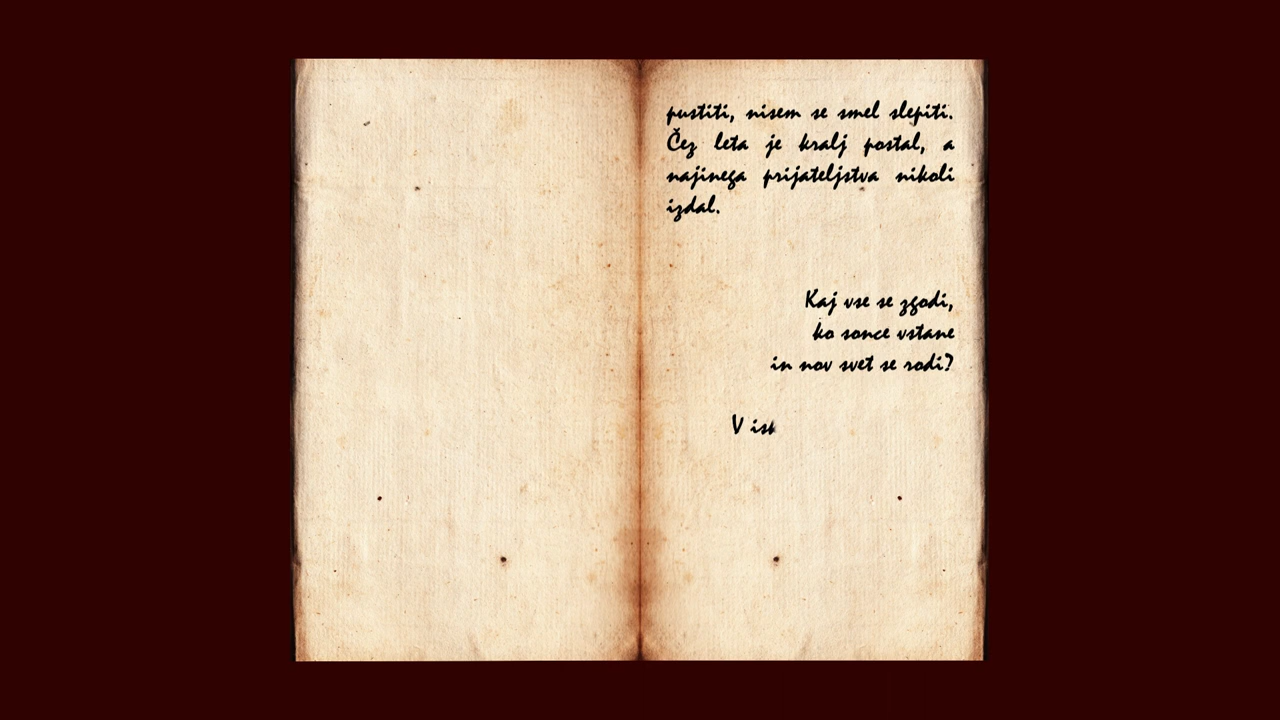 pustiti, nisem se smel slepiti.
Čez leta je kralj postal, a
najinega prijateljstva nikoli
izdal.
Kaj vse se zgodi,
ko sonce vstane
in nov svet se rodi?
V